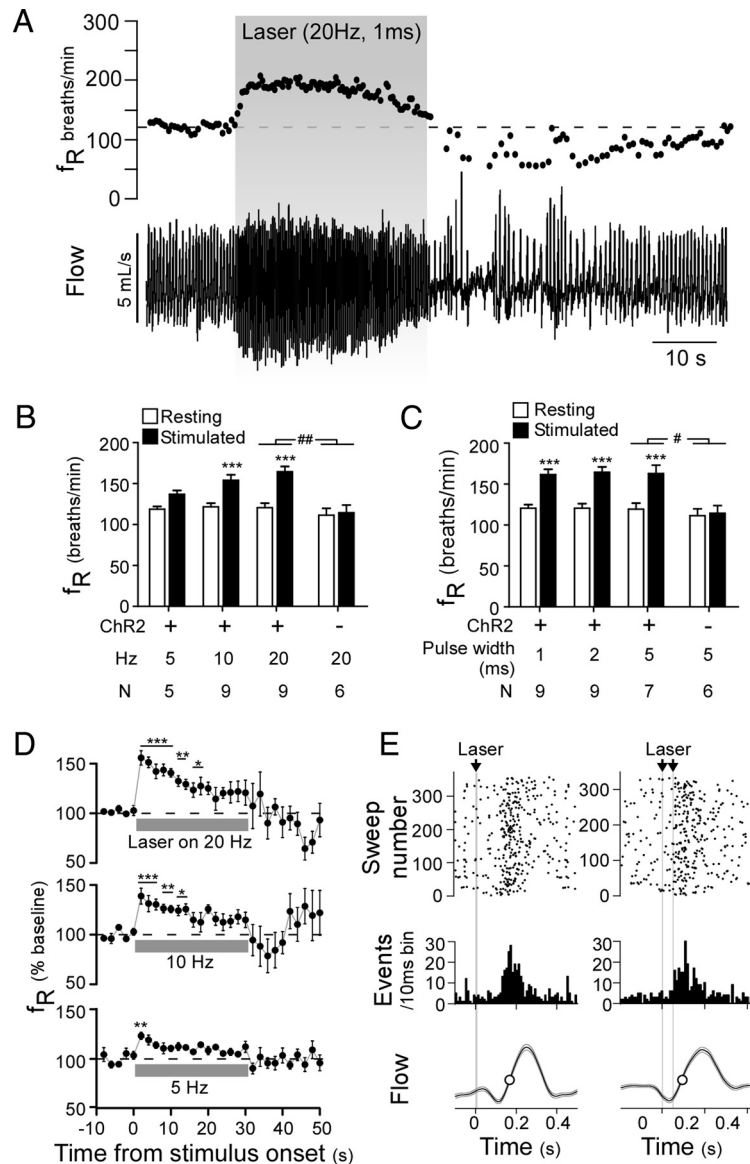 A
Laser (20Hz, 1ms)
300
200
100
0
fR breaths/min
Flow
5 mL/s
10 s
B
Resting
Stimulated
##
*** ***
200
150
100
50
0
fR (breaths/min)
ChR2 + + + -
Hz 5 10 20 20
N 5 9 9 6
C
Resting
Stimulated
#
*** *** ***
200
150
100
50
0
fR (breaths/min)
ChR2 + + + -
Pulse width (ms) 1 2 5 5
N 9 9 7 6
D
*** ** *
150
100
50
Laser on 20 Hz
*** ** *
150
100
50
10 Hz
**
150
100
50
5 Hz
fR (% baseline)
-10 0 10 20 30 40 50
Time from stimulus onset (s)
E
Laser Laser
Sweep number
300
200
100
0
Events /10ms bin
30
20
10
0
30
20
10
0
Flow
0 0.2 0.4 0 0.2 0.4
Time (s) Time (s)